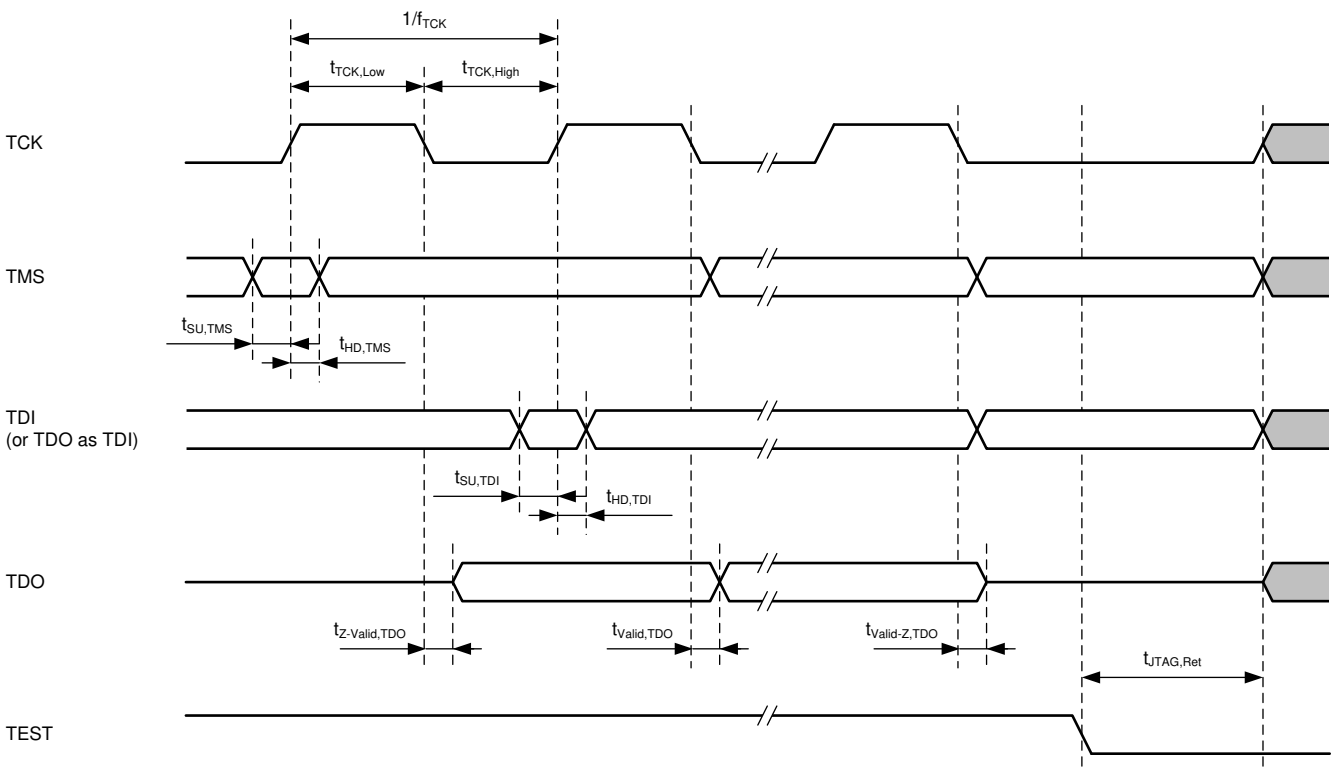 1/fTCK
tTCK,Low
tTCK,High
TCK
TMS
tSU,TMS
tHD,TMS
TDI
(or TDO as TDI)
tSU,TDI
tHD,TDI
TDO
tZ-Valid,TDO
tValid,TDO
tValid-Z,TDO
tJTAG,Ret
TEST